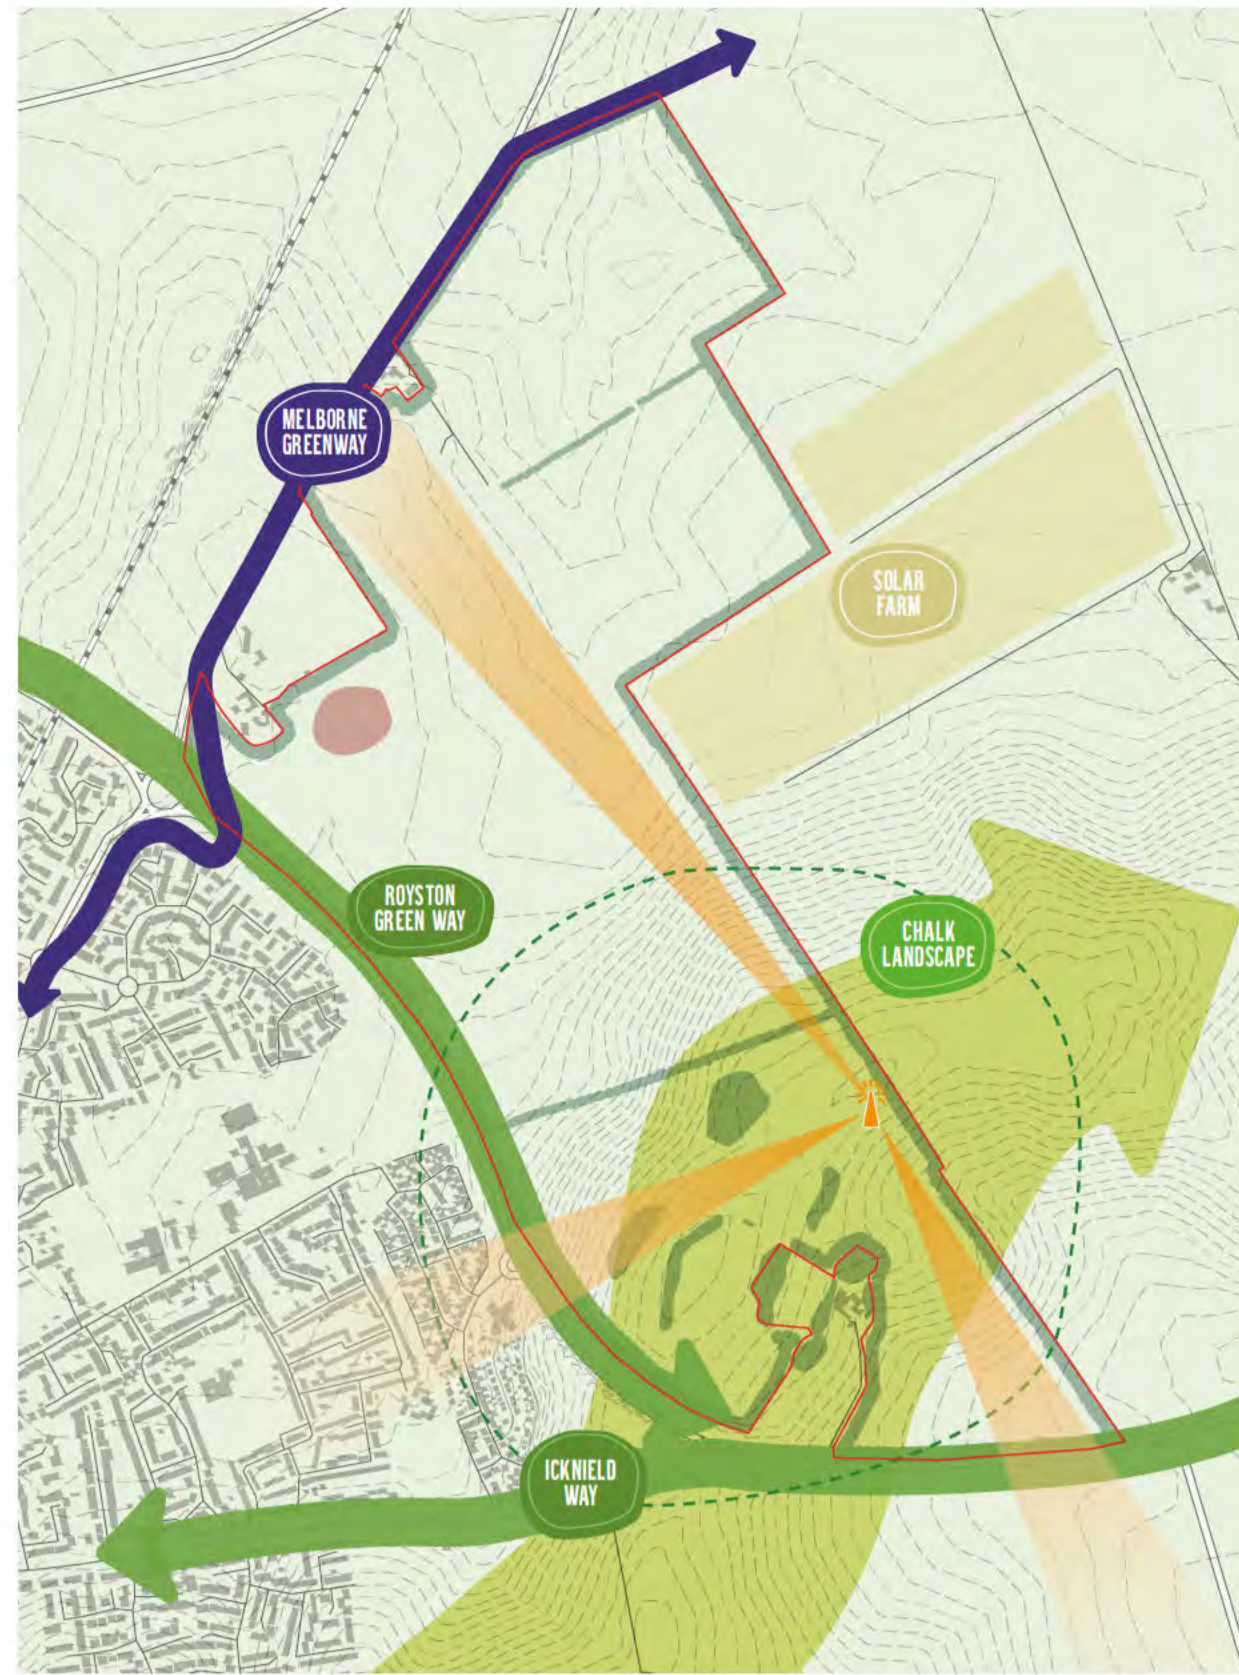 MELBORNE
GREENWAY
SOLAR
FARM
ROYSTON
GREEN WAY
CHALK
LANDSCAPE
ICKNIELD
WAY